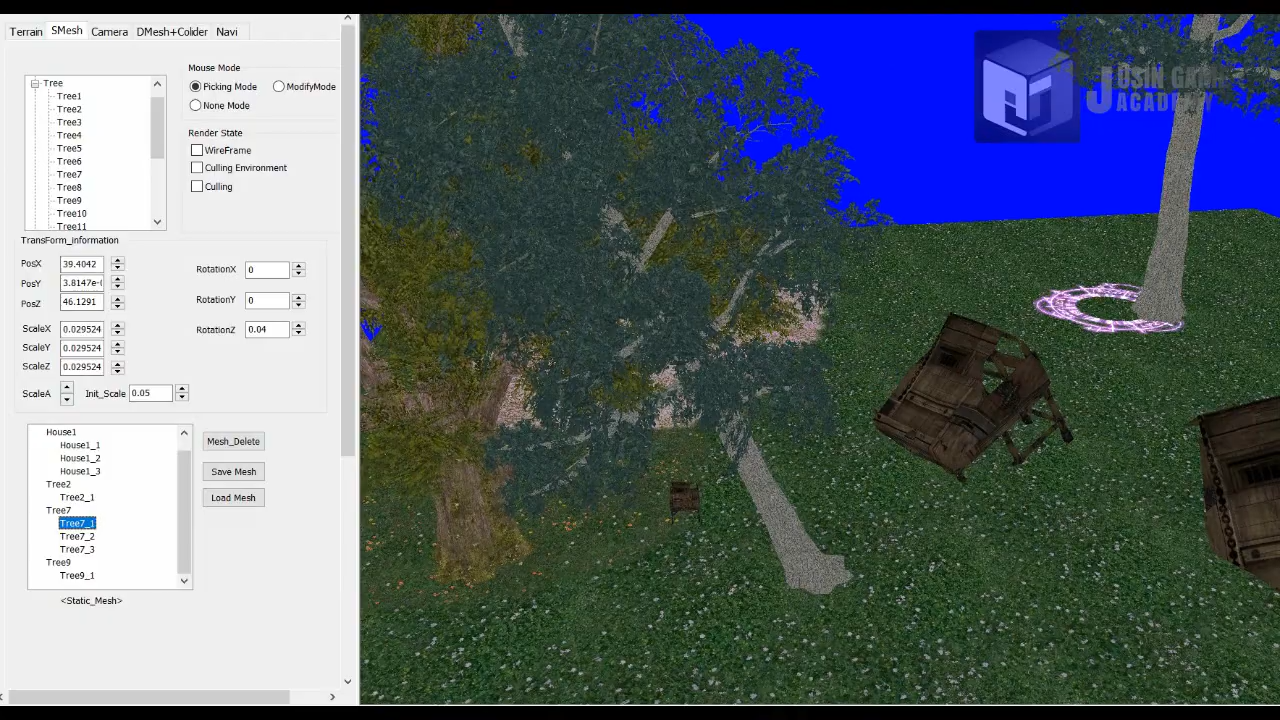 Terrain SMesh Camera DMesh+Colider Navi
Tree
Tree1
Tree2
Tree3
Tree4
Tree5
Tree6
Tree7
Tree8
Tree9
Tree10
Tree11
Mouse Mode
Picking Mode ModifyMode
None Mode
Render State
WireFrame
Culling Environment
Culling
TransForm_Information
PosX 39.4042
PosY 3.8147e-(
PosZ 46.1291
ScaleX 0.029524
ScaleY 0.029524
ScaleZ 0.029524
ScaleA Init_Scale 0.05
RotationX 0
RotationY 0
RotationZ 0.04
House1
House1_1
House1_2
House1_3
Tree2
Tree2_1
Tree7
Tree7_1
Tree7_2
Tree7_3
Tree9
Tree9_1
<Static_Mesh>
Mesh_Delete
Save Mesh
Load Mesh
JUSIN GAME
ACADEMY